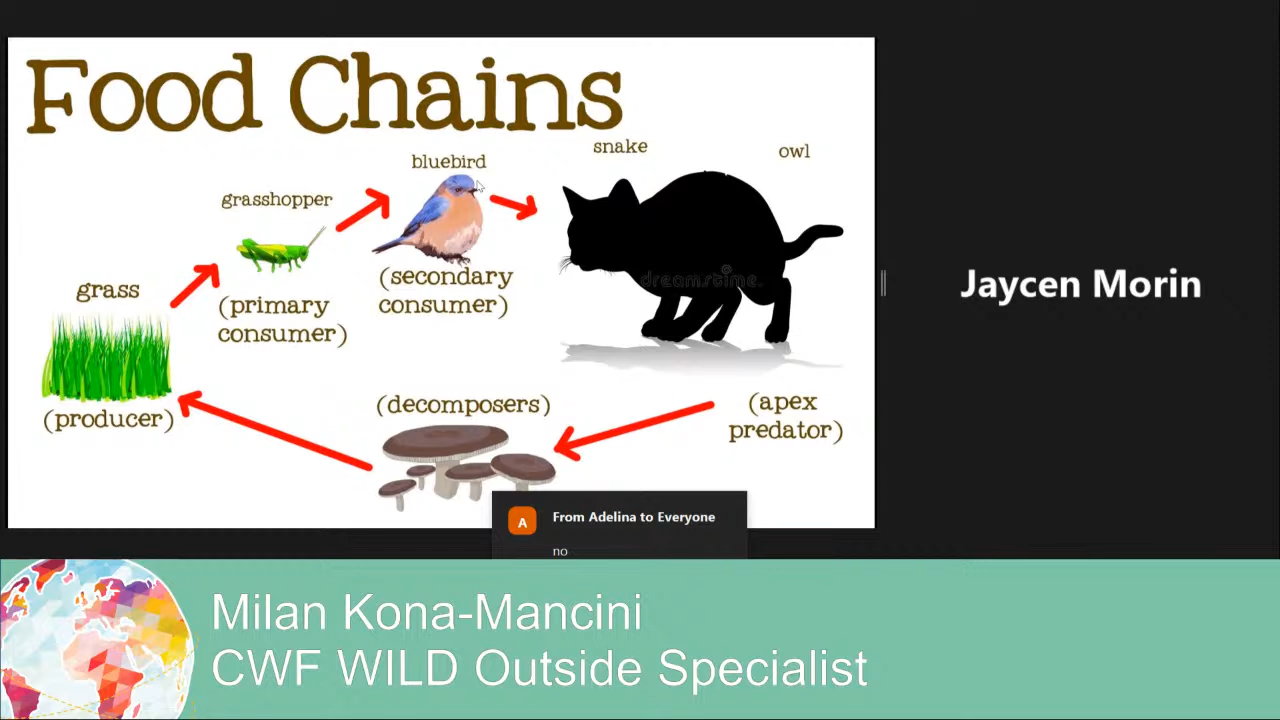 Food Chains
snake
owl
bluebird
grasshopper
dreamstime.
(secondary
consumer)
grass
(primary
consumer)
Jaycen Morin
(producer)
(decomposers)
(apex
predator)
A
From Adelina to Everyone
no
Milan Kona-Mancini
CWF WILD Outside Specialist